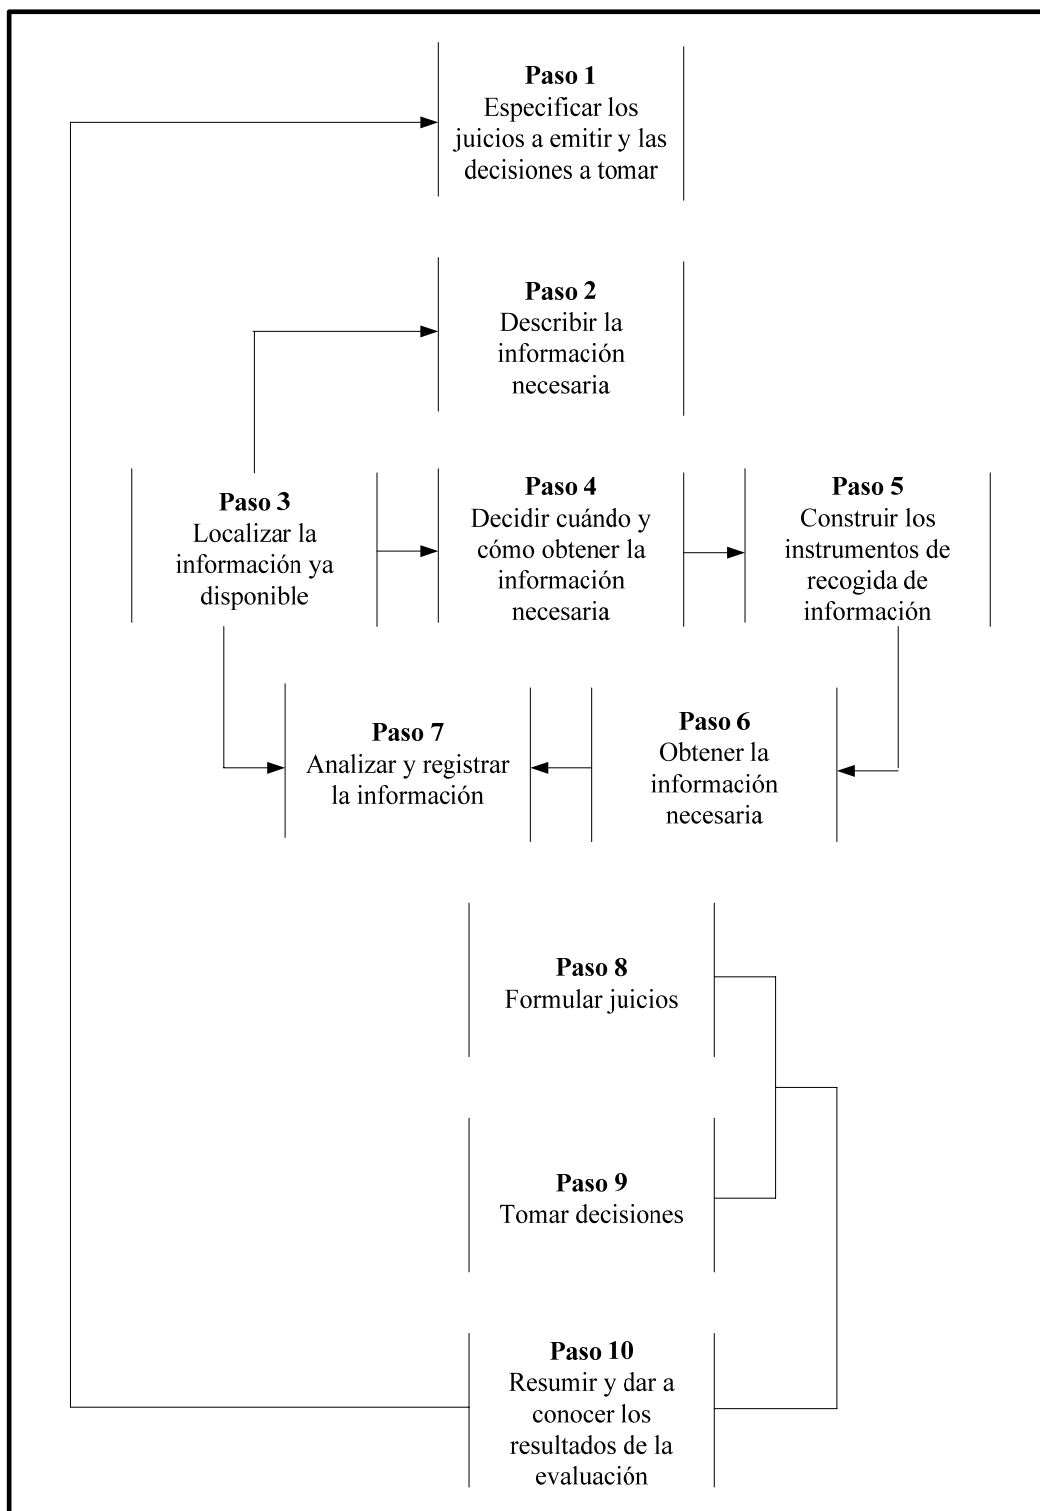 Paso 1
Especificar los
juicios a emitir y las
decisiones a tomar
Paso 2
Describir la
información
necesaria
Paso 3
Localizar la
información ya
disponible
Paso 4
Decidir cuándo y
cómo obtener la
información
necesaria
Paso 5
Construir los
instrumentos de
recogida de
información
Paso 7
Analizar y registrar
la información
Paso 6
Obtener la
información
necesaria
Paso 8
Formular juicios
Paso 9
Tomar decisiones
Paso 10
Resumir y dar a
conocer los
resultados de la
evaluación